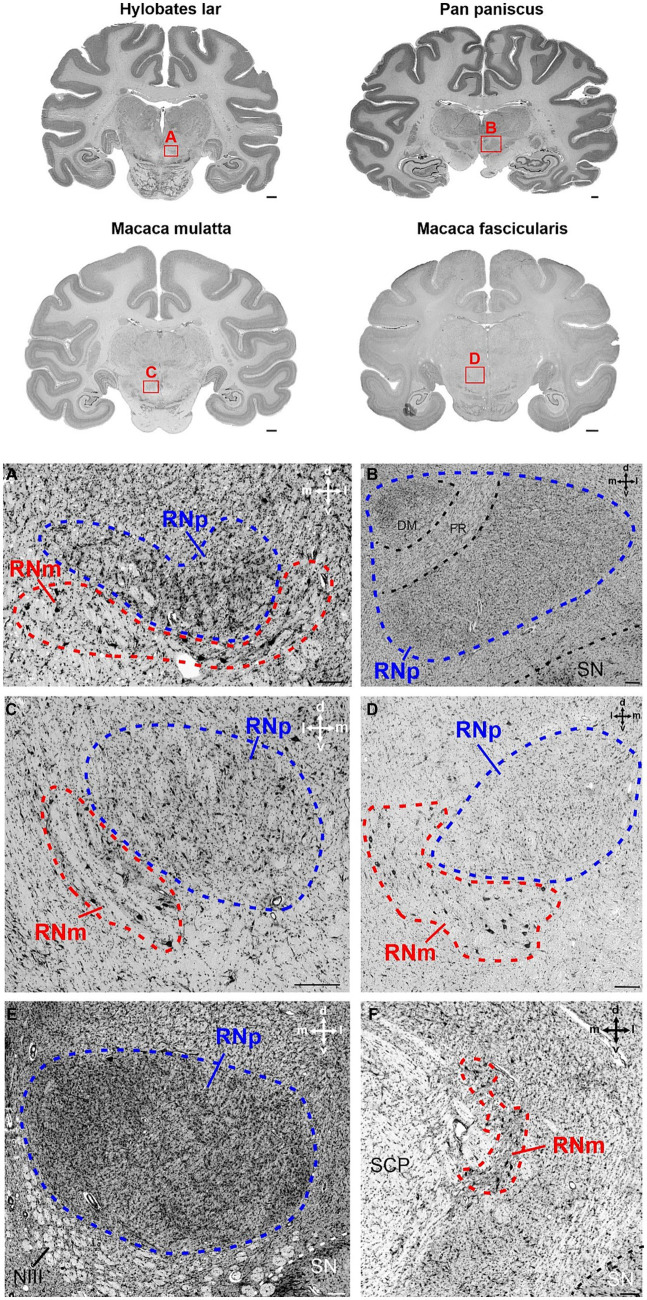 Hylobates lar
Pan paniscus
A
B
Macaca mulatta
Macaca fascicularis
C
D
A
d
m l
v
RNp
RNm
B
d
m l
v
DM
PR
RNp
SN
C
d
l m
v
RNp
RNm
D
d
l m
v
RNp
RNm
E
d
m l
v
RNp
NIII
SN
F
d
m l
v
SCP
RNm
SN